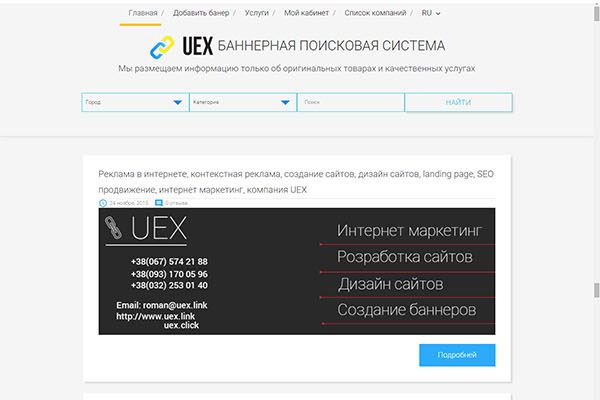 Главная / Добавить банер / Услуги / Мой кабинет / Список компаний / RU
UEX БАННЕРНАЯ ПОИСКОВАЯ СИСТЕМА
Мы размещаем информацию только об оригинальных товарах и качественных услугах
Город Категория Поиск НАЙТИ
Реклама в интернете, контекстная реклама, создание сайтов, дизайн сайтов, landing page, SEO
продвижение, интернет маркетинг, компания UEX
24 ноября, 2015 0 отзыва
UEX
+38(067) 574 21 88
+38(093) 170 05 96
+38(032) 253 01 40
Email: roman@uex.link
http://www.uex.link
uex.click
Интернет маркетинг
Розработка сайтов
Дизайн сайтов
Создание баннеров
Подробней